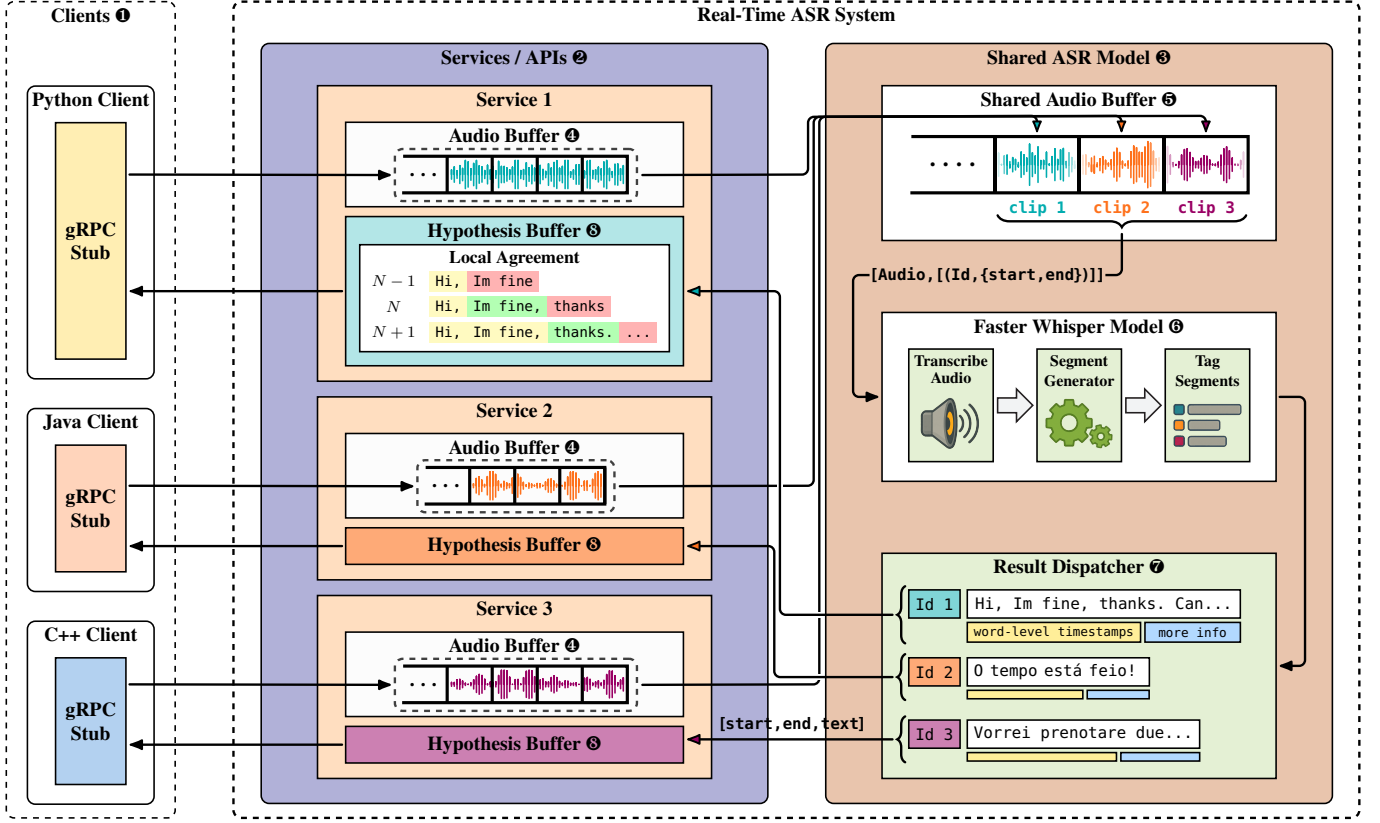 Clients ❶
Python Client
gRPC
Stub
Java Client
gRPC
Stub
C++ Client
gRPC
Stub
Real-Time ASR System
Services / APIs ❷
Service 1
Audio Buffer ❹
...
Hypothesis Buffer ❽
Local Agreement
N − 1 Hi, Im fine
N Hi, Im fine, thanks
N + 1 Hi, Im fine, thanks. ...
Service 2
Audio Buffer ❹
...
Hypothesis Buffer ❽
Service 3
Audio Buffer ❹
...
Hypothesis Buffer ❽
Shared ASR Model ❸
Shared Audio Buffer ❺
....
clip 1 clip 2 clip 3
[Audio,[(Id,{start,end})]]
Faster Whisper Model ❻
Transcribe
Audio
Segment
Generator
Tag
Segments
Result Dispatcher ❼
Id 1 Hi, Im fine, thanks. Can...
word-level timestamps more info
Id 2 O tempo está feio!
Id 3 Vorrei prenotare due...
[start,end,text]